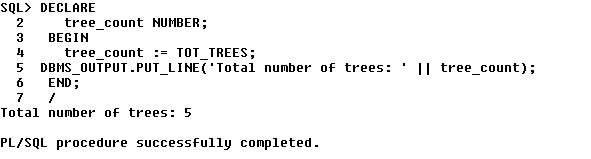 SQL> DECLARE
  2     tree_count NUMBER;
  3   BEGIN
  4     tree_count := TOT_TREES;
  5  DBMS_OUTPUT.PUT_LINE('Total number of trees: ' || tree_count);
  6   END;
  7   /
Total number of trees: 5
PL/SQL procedure successfully completed.